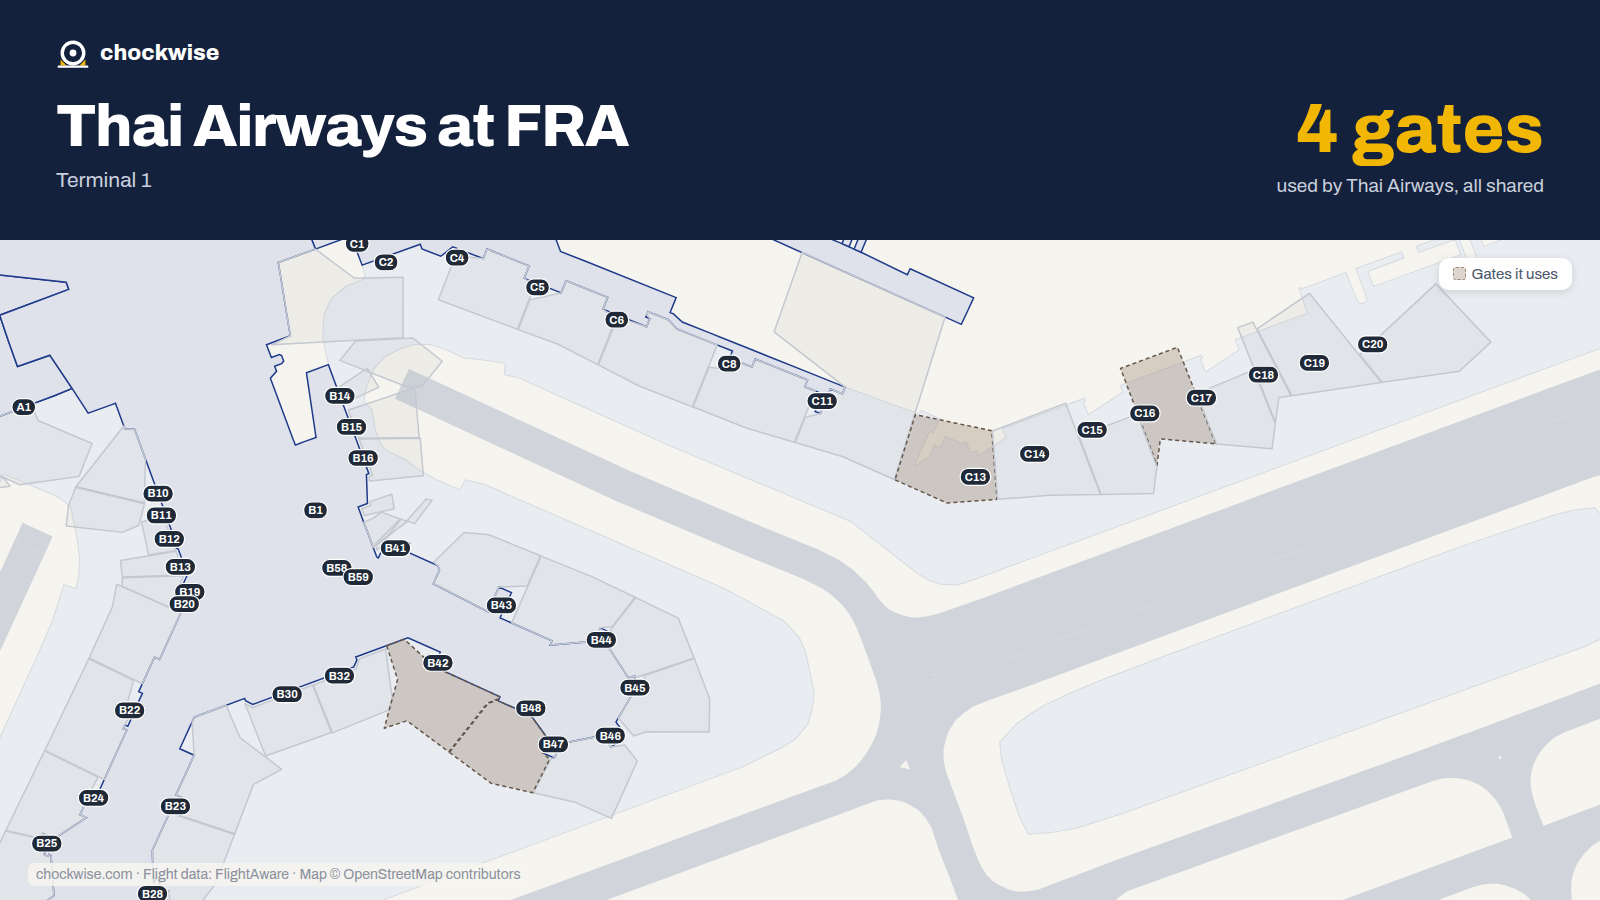 chockwise
Thai Airways at FRA
Terminal 1
4 gates
used by Thai Airways, all shared
Gates it uses
C1
C2
C4
C5
C6
C8
C11
C13
C14
C15
C16
C17
C18
C19
C20
A1
B14
B15
B16
B10
B11
B12
B13
B19
B20
B1
B41
B58
B59
B43
B44
B42
B32
B30
B45
B48
B47
B46
B22
B24
B23
B25
B28
chockwise.com · Flight data: FlightAware · Map © OpenStreetMap contributors